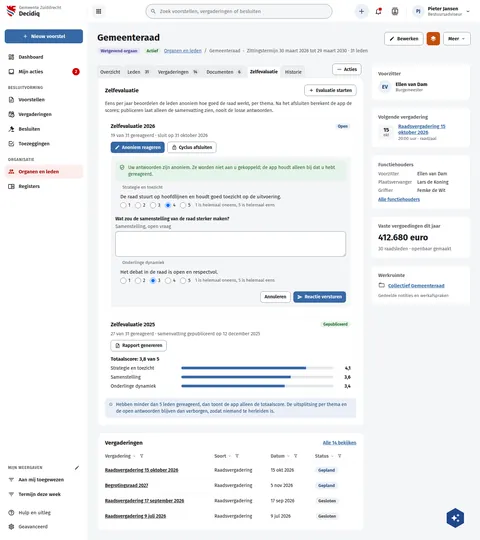 Gemeente Juridrecht
Decidiq
Zoek voorstellen, vergaderingen of besluiten
PJ
Pieter Jansen
Bestuursadviseur
+ Nieuw voorstel
Dashboard
Mijn acties
2
BESLUITVORMING
Voorstellen
Vergaderingen
Besluiten
Toezeggingen
ORGANISATIE
Organen en leden
Registers
MIJN WEERGAVEN
Aan mij toegewezen
Termijn deze week
Hulp en uitleg
Geavanceerd
Gemeenteraad
Wetgevend orgaan
Actief
Organen en leden / Gemeenteraad · Zittingstermijn 30 maart 2026 tot 29 maart 2030 · 31 leden
Bewerken
Meer
Acties
Overzicht
Leden 31
Vergaderingen 14
Documenten 6
Zelfevaluatie
Historie
Zelfevaluatie
+ Evaluatie starten
Eens per jaar beoordelen de leden anoniem hoe goed de raad werkt, per thema. Na het afsluiten berekent de app de
scores; publiceren laat alleen de samenvatting zien, nooit de losse antwoorden.
Zelfevaluatie 2026
Open
19 van 31 gereageerd · sluit op 31 oktober 2026
Anoniem reageren
Cyclus afsluiten
Uw antwoorden zijn anoniem. Ze worden niet aan u gekoppeld; de app houdt alleen bij dat u hebt
gereageerd.
Strategie en toezicht
De raad stuurt op hoofdlijnen en houdt goed toezicht op de uitvoering.
1 2 3 4 5 1 is helemaal oneens, 5 is helemaal eens
Wat zou de samenstelling van de raad sterker maken?
Samenstelling, open vraag
Onderlinge dynamiek
Het debat in de raad is open en respectvol.
1 2 3 4 5 1 is helemaal oneens, 5 is helemaal eens
Annuleren
Reactie versturen
Zelfevaluatie 2025
Gepubliceerd
27 van 31 gereageerd · samenvatting gepubliceerd op 12 december 2025
Rapport genereren
Totaalscore: 3,8 van 5
Strategie en toezicht 4,1
Samenstelling 3,6
Onderlinge dynamiek 3,4
Hebben minder dan 5 leden gereageerd, dan toont de app alleen de totaalscore. De uitsplitsing per thema en
de open antwoorden blijven dan verborgen, zodat niemand te herleiden is.
Vergaderingen
Alle 14 bekijken
Vergadering Soort Datum Status
Raadsvergadering 15 oktober 2026 Raadsvergadering 15 okt 2026 Gepland
Begrotingsraad 2027 Raadsvergadering 5 nov 2026 Gepland
Raadsvergadering 17 september 2026 Raadsvergadering 17 sep 2026 Gesloten
Raadsvergadering 9 juli 2026 Raadsvergadering 9 jul 2026 Gesloten
Voorzitter
EV
Ellen van Dam
Burgemeester
Volgende vergadering
15
okt
Raadsvergadering 15
oktober 2026
20:00 uur · raadzaal
Functiehouders
Voorzitter Ellen van Dam
Plaatsvervanger Lars de Koning
Griffier Femke de Wit
Alle functiehouders
Vaste vergoedingen dit jaar
412.680 euro
30 raadsleden · openbaar gemaakt
Werkruimte
Collectief Gemeenteraad
Gedeelde notities en werkafspraken